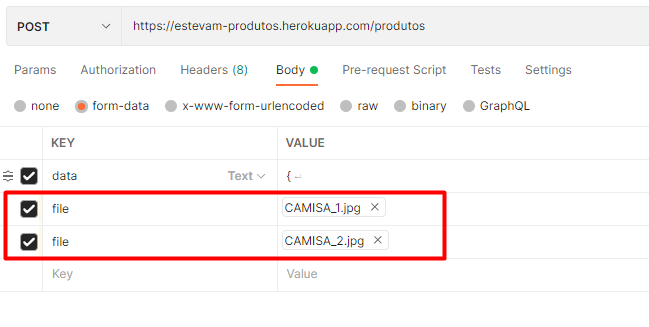 POST https://estevam-produtos.herokuapp.com/produtos
Params Authorization Headers (8) Body Pre-request Script Tests Settings
none form-data x-www-form-urlencoded raw binary GraphQL
KEY VALUE
data Text {
file CAMISA_1.jpg
file CAMISA_2.jpg
Key Value